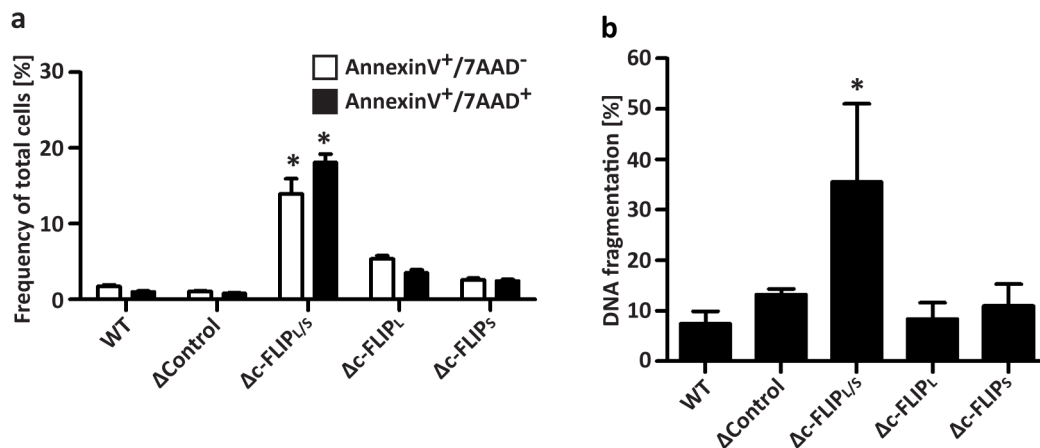 a
Frequency of total cells [%]
30
20
10
0
AnnexinV⁺/7AAD⁻
AnnexinV⁺/7AAD⁺
* *
WT
ΔControl
Δc-FLIPL/S
Δc-FLIPL
Δc-FLIPS
b
DNA fragmentation [%]
60
50
40
30
20
10
0
*
WT
ΔControl
Δc-FLIPL/S
Δc-FLIPL
Δc-FLIPS